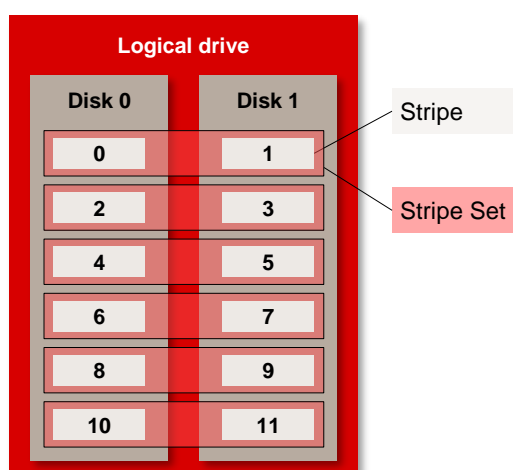 Logical drive
Disk 0 Disk 1
Stripe
0 1
2 3
Stripe Set
4 5
6 7
8 9
10 11